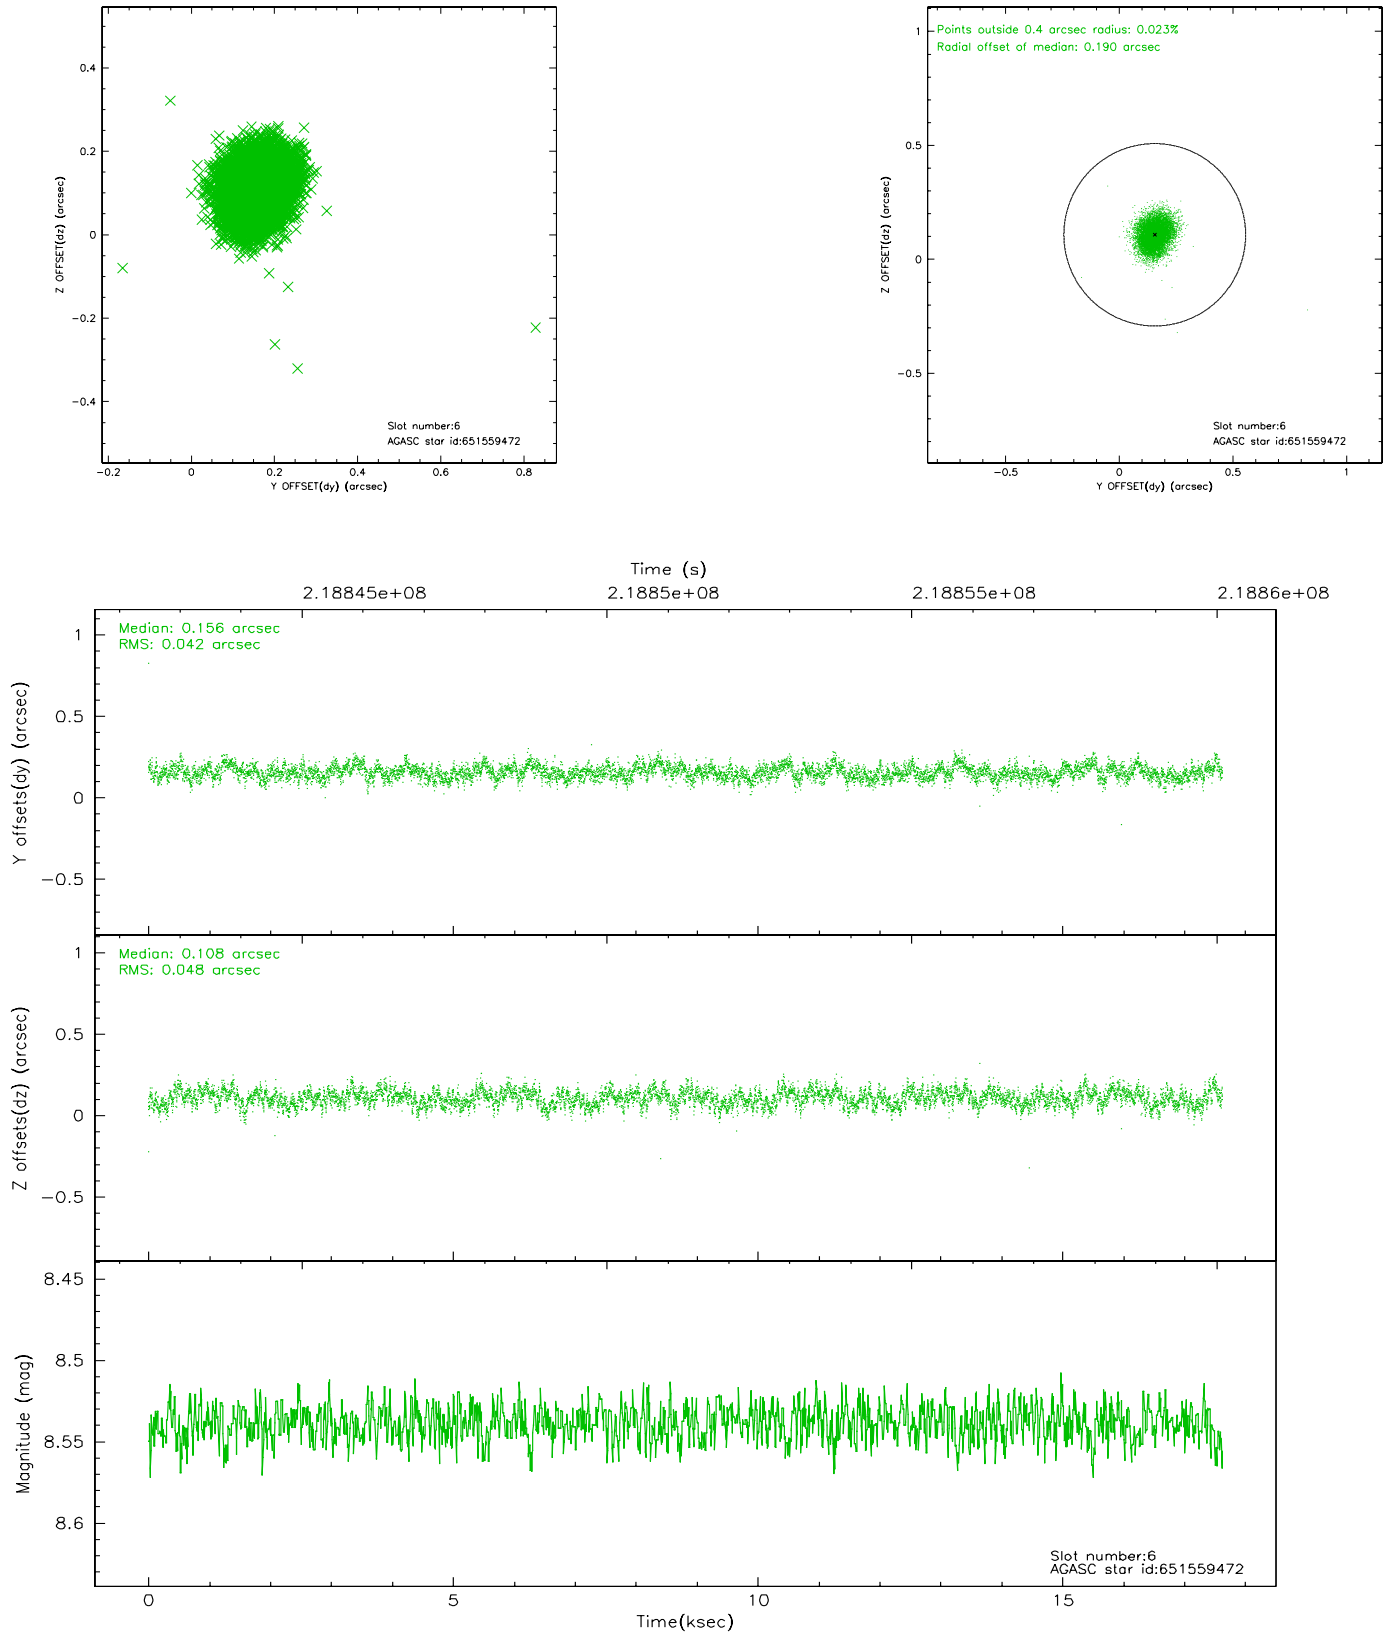 0.4
0.2
0
−0.2
−0.4
Z OFFSET(dz) (arcsec)
Slot number:6
AGASC star id:651559472
−0.2 0 0.2 0.4 0.6 0.8
Y OFFSET(dy) (arcsec)
Points outside 0.4 arcsec radius: 0.023%
Radial offset of median: 0.190 arcsec
1
0.5
0
−0.5
Z OFFSET(dz) (arcsec)
Slot number:6
AGASC star id:651559472
−0.5 0 0.5 1
Y OFFSET(dy) (arcsec)
Time (s)
2.18845e+08 2.1885e+08 2.18855e+08 2.1886e+08
Median: 0.156 arcsec
RMS: 0.042 arcsec
1
0.5
0
−0.5
Y offsets(dy) (arcsec)
Median: 0.108 arcsec
RMS: 0.048 arcsec
1
0.5
0
−0.5
Z offsets(dz) (arcsec)
8.45
8.5
8.55
8.6
Magnitude (mag)
Slot number:6
AGASC star id:651559472
0 5 10 15
Time(ksec)